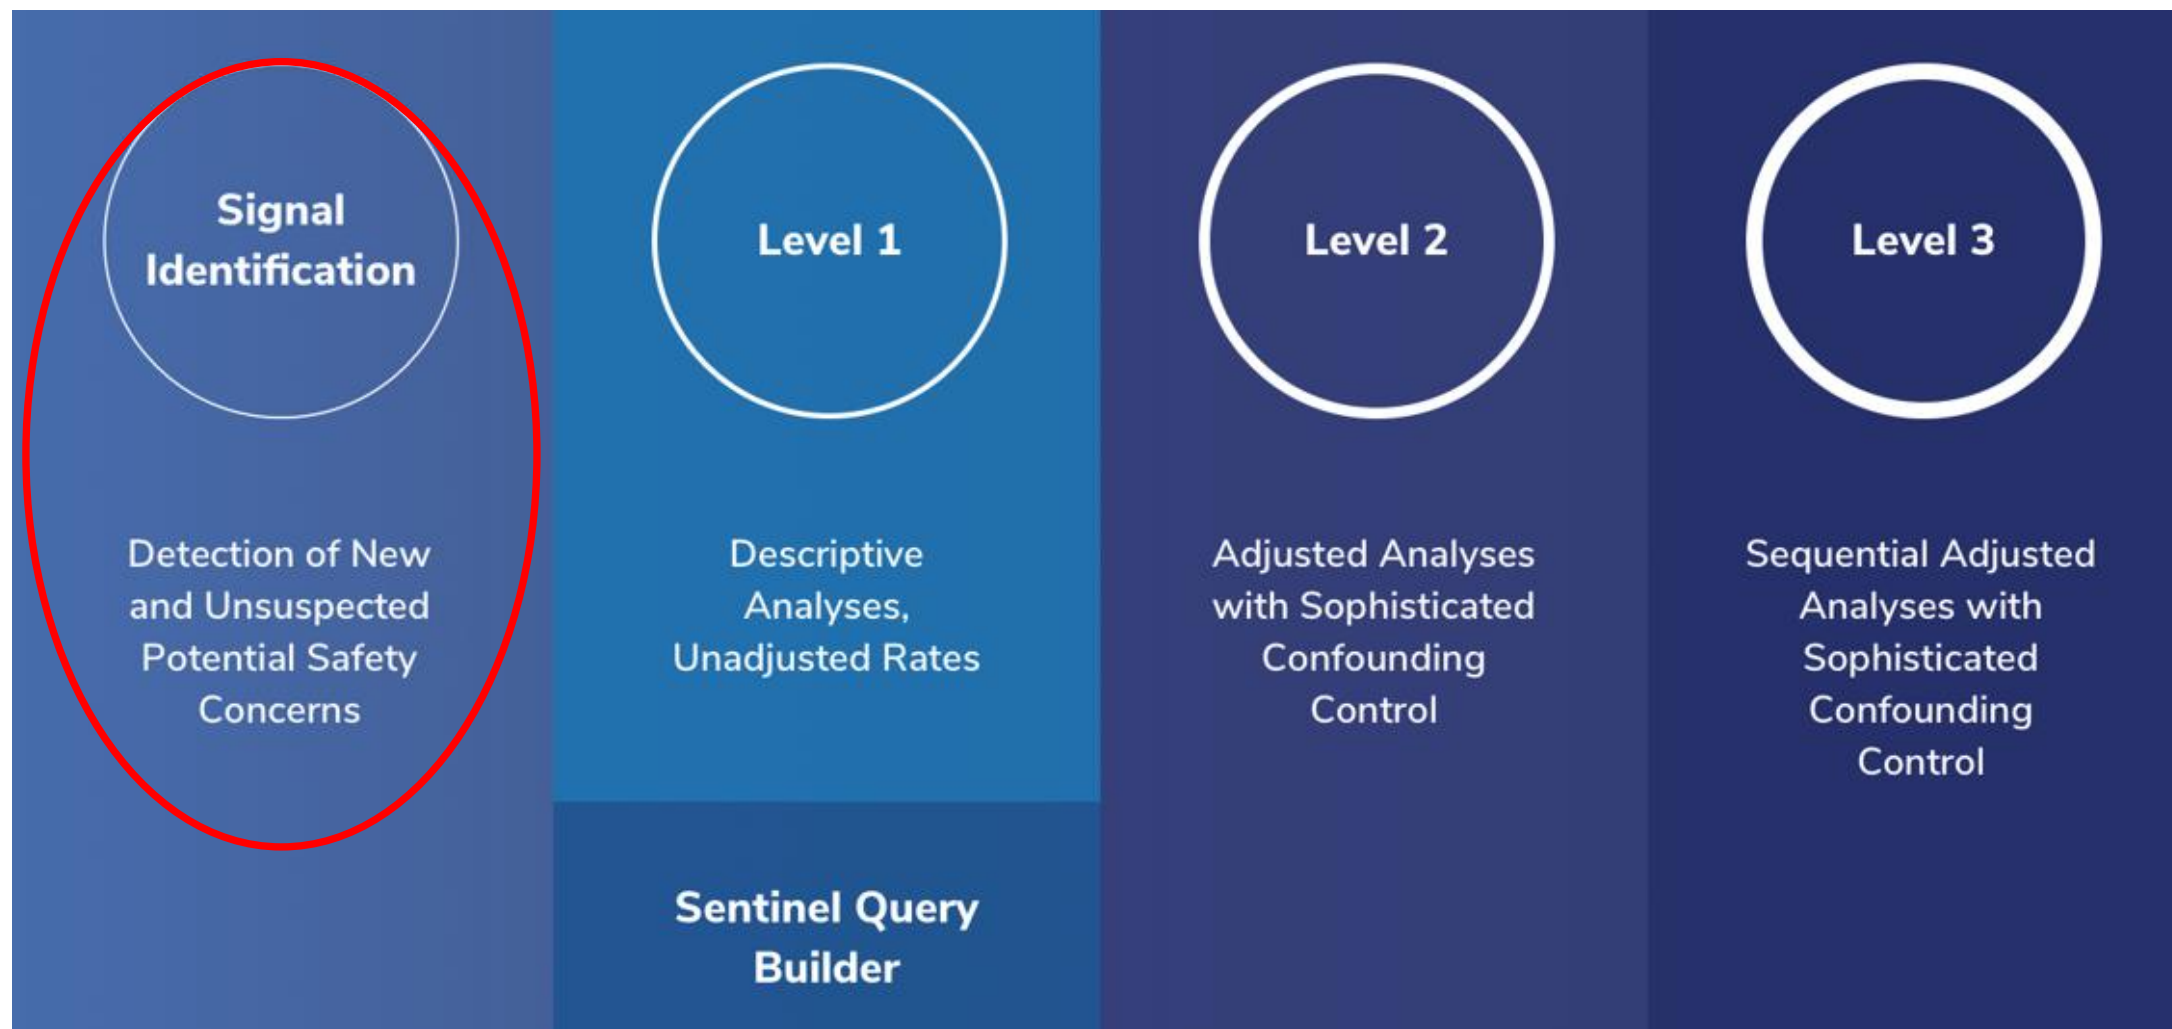 Signal
Identification
Detection of New
and Unsuspected
Potential Safety
Concerns
Level 1
Descriptive
Analyses,
Unadjusted Rates
Sentinel Query
Builder
Level 2
Adjusted Analyses
with Sophisticated
Confounding
Control
Level 3
Sequential Adjusted
Analyses with
Sophisticated
Confounding
Control